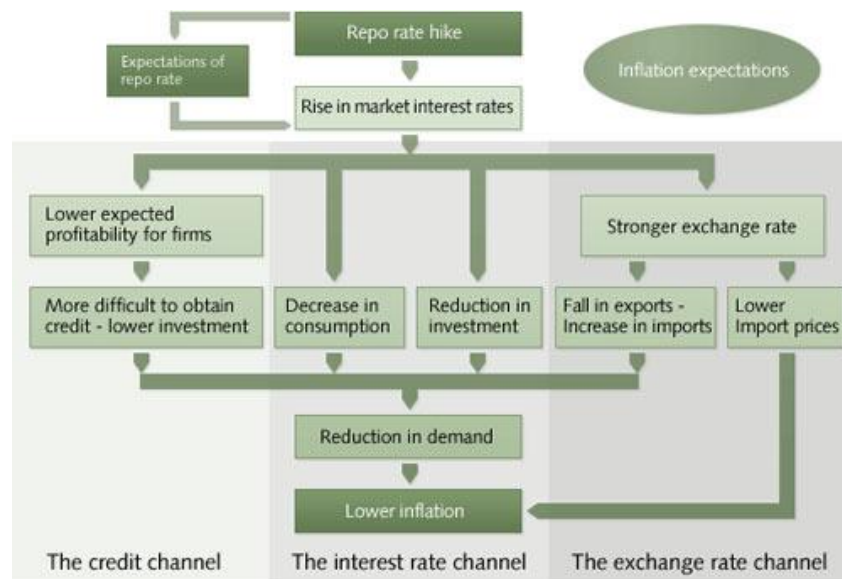 Repo rate hike
Expectations of
repo rate
Inflation expectations
Rise in market interest rates
Lower expected
profitability for firms
Stronger exchange rate
More difficult to obtain
credit - lower investment
Decrease in
consumption
Reduction in
investment
Fall in exports -
Increase in imports
Lower
Import prices
Reduction in demand
Lower inflation
The credit channel
The interest rate channel
The exchange rate channel